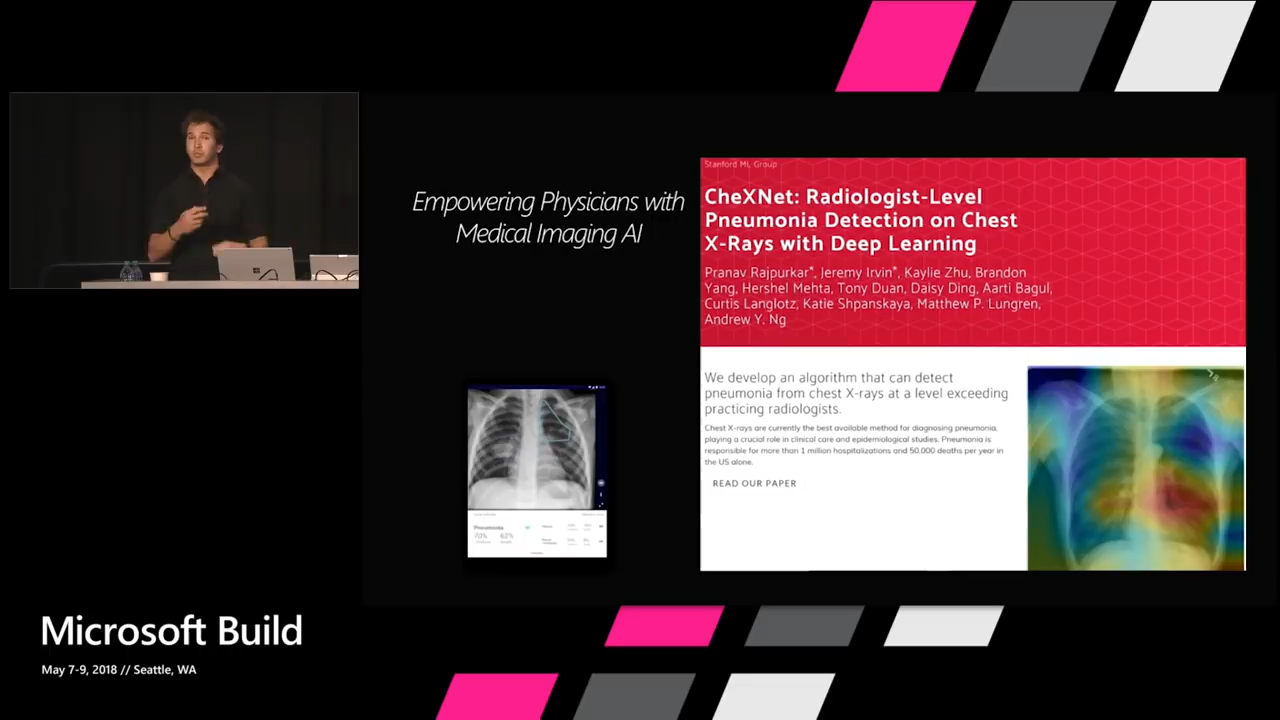 Empowering Physicians with
Medical Imaging AI
Stanford ML Group
CheXNet: Radiologist-Level
Pneumonia Detection on Chest
X-Rays with Deep Learning
Pranav Rajpurkar*, Jeremy Irvin*, Kaylie Zhu, Brandon
Yang, Hershel Mehta, Tony Duan, Daisy Ding, Aarti Bagul,
Curtis Langlotz, Katie Shpanskaya, Matthew P. Lungren,
Andrew Y. Ng
We develop an algorithm that can detect
pneumonia from chest X-rays at a level exceeding
practicing radiologists.
Chest X-rays are currently the best available method for diagnosing pneumonia,
playing a crucial role in clinical care and epidemiological studies. Pneumonia is
responsible for more than 1 million hospitalizations and 50,000 deaths per year in
the US alone.
READ OUR PAPER
Pneumonia
70% 62%
Microsoft Build
May 7-9, 2018 // Seattle, WA